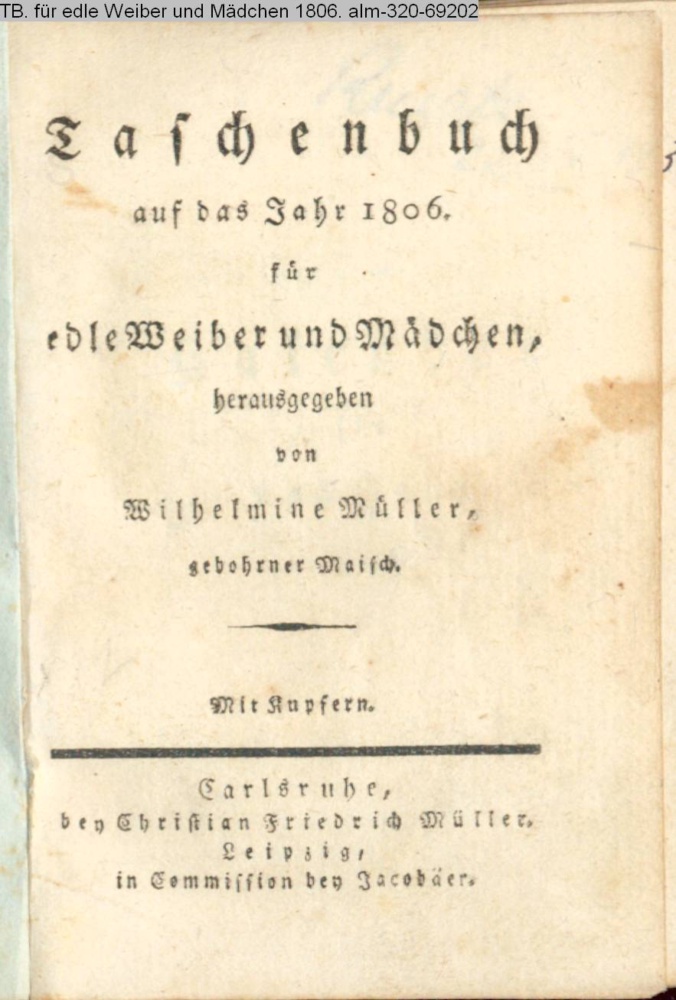 TB. für edle Weiber und Mädchen 1806. alm-320-69202
Taschenbuch
auf das Jahr 1806.
für
edle Weiber und Mädchen,
herausgegeben
von
Wilhelmine Müller,
gebohrner Maisch.
Mit Kupfern.
Carlsruhe,
bey Christian Friedrich Müller.
Leipzig,
in Commission bey Jacobäer.